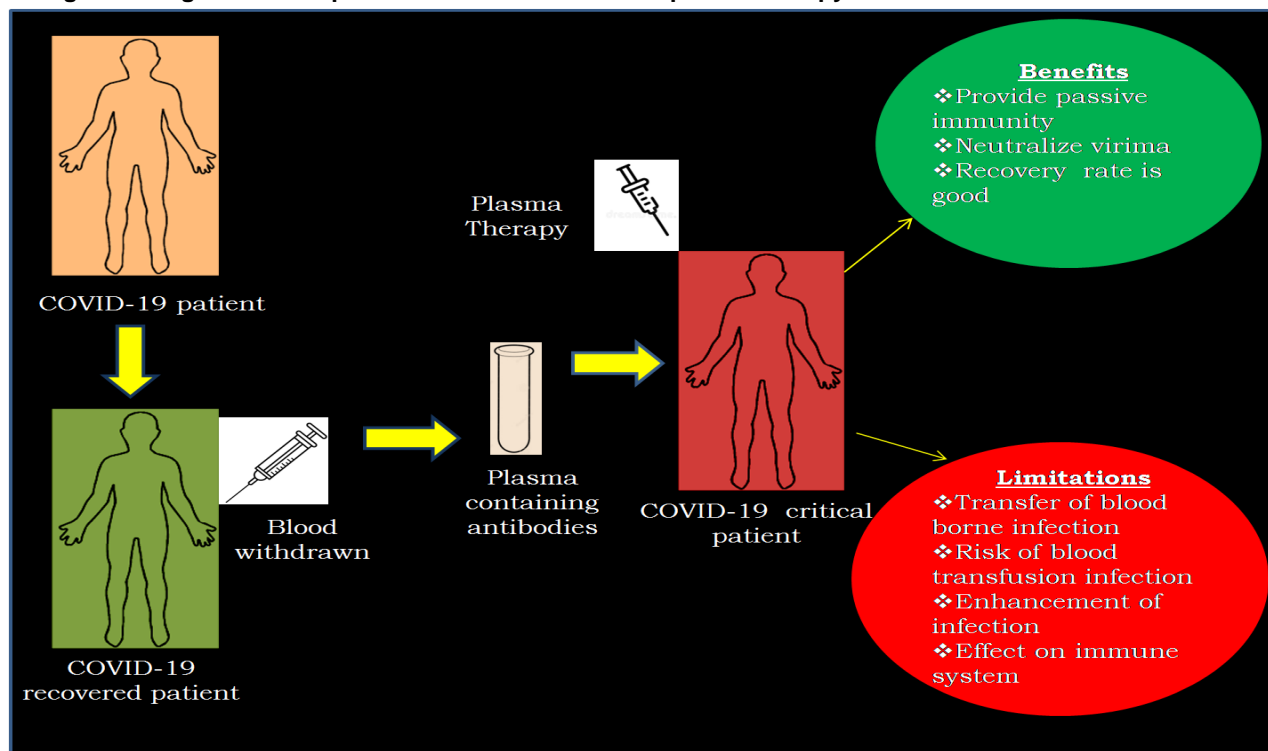 COVID-19 patient
Blood
withdrawn
COVID-19
recovered patient
Plasma
containing
antibodies
Plasma
Therapy
COVID-19 critical
patient
Benefits
❖Provide passive
immunity
❖Neutralize virima
❖Recovery rate is
good
Limitations
❖Transfer of blood
borne infection
❖Risk of blood
transfusion infection
❖Enhancement of
infection
❖Effect on immune
system